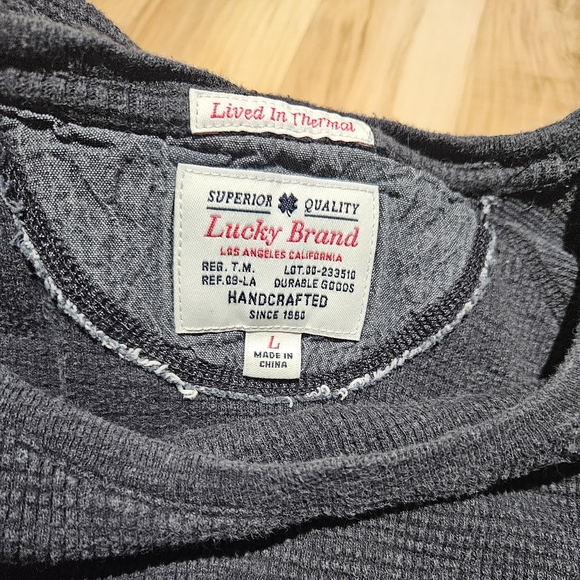 Lived In Thermal
SUPERIOR QUALITY
Lucky Brand
LOS ANGELES CALIFORNIA
REG. T.M. LOT.00-233510
REF.08-LA DURABLE GOODS
HANDCRAFTED
SINCE 1990
L
MADE IN
CHINA